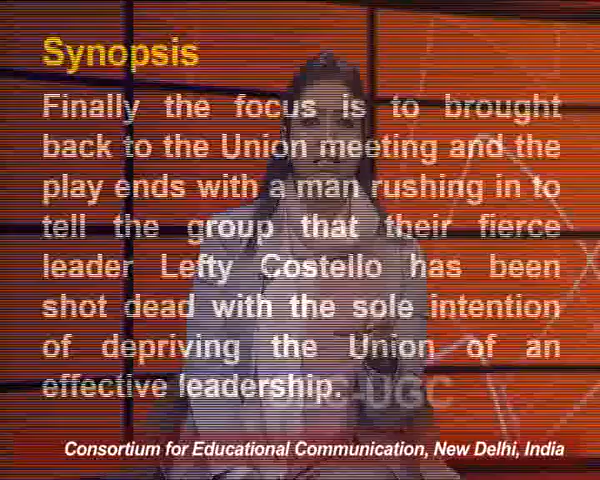 Synopsis
Finally the focus is to brought
back to the Union meeting and the
play ends with a man rushing in to
tell the group that their fierce
leader Lefty Costello has been
shot dead with the sole intention
of depriving the Union of an
effective leadership.
CEC-UGC
Consortium for Educational Communication, New Delhi, India